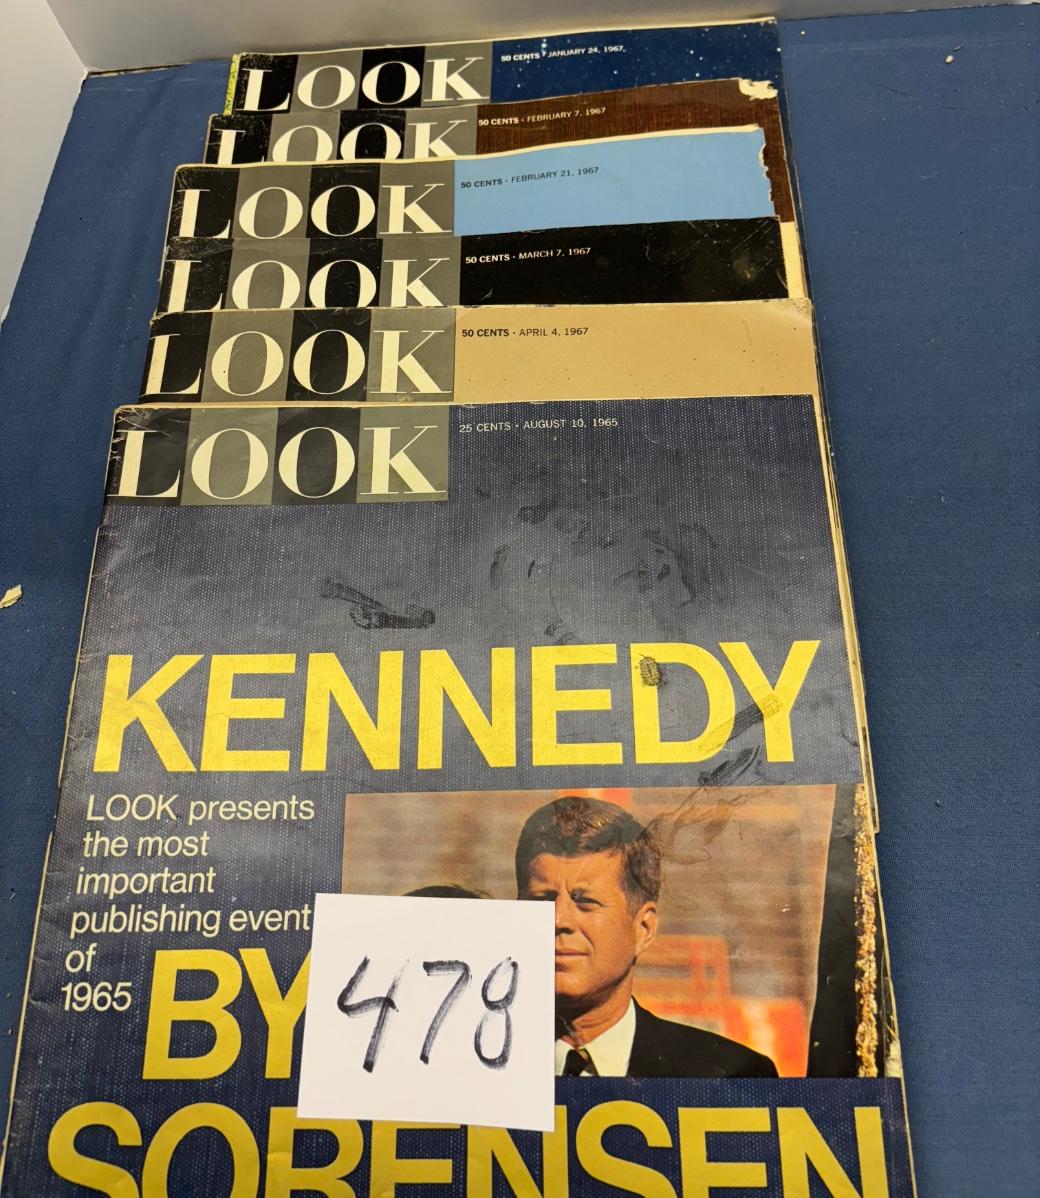 LOOK
50 CENTS · JANUARY 24, 1967
LOOK
50 CENTS · FEBRUARY 7, 1967
LOOK
50 CENTS · FEBRUARY 21, 1967
LOOK
50 CENTS · MARCH 7, 1967
LOOK
50 CENTS · APRIL 4, 1967
LOOK
25 CENTS · AUGUST 10, 1965
KENNEDY
LOOK presents
the most
important
publishing event
of
1965
BY
478
SORENSEN